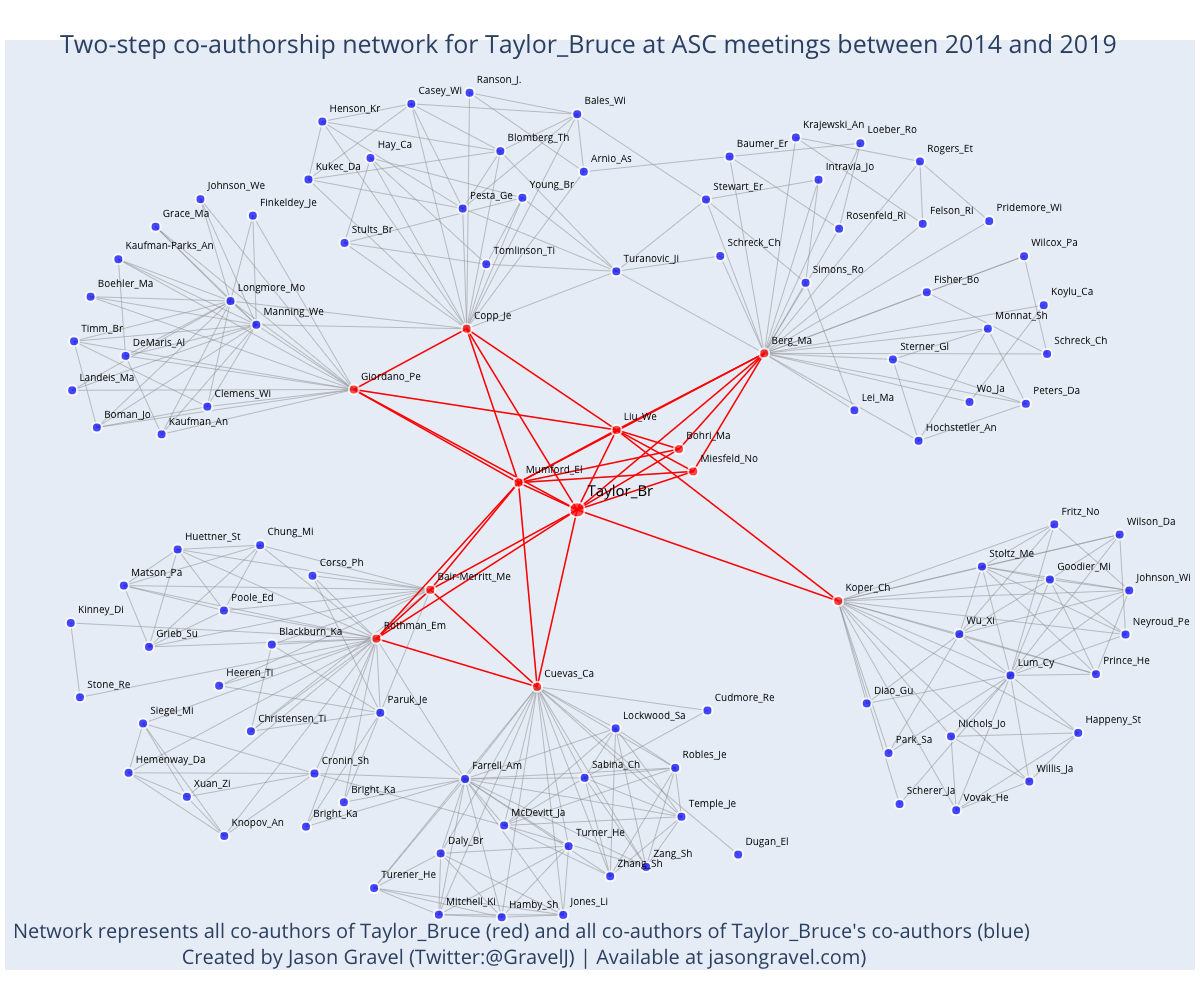 Two-step co-authorship network for Taylor_Bruce at ASC meetings between 2014 and 2019
Ranson_J.
Casey_Wi
Bales_Wi
Henson_Kr
Krajewski_An
Loeber_Ro
Blomberg_Th
Baumer_Er
Hay_Ca
Rogers_Et
Arnio_As
Kukec_Da
Intravia_Jo
Johnson_We
Young_Br
Stewart_Er
Pesta_Ge
Finkeldey_Je
Grace_Ma
Felson_Ri
Pridemore_Wi
Rosenfeld_Ri
Stults_Br
Kaufman-Parks_An
Schreck_Ch
Wilcox_Pa
Tomlinson_Ti
Turanovic_Ji
Simons_Ro
Boehler_Ma
Longmore_Mo
Fisher_Bo
Koylu_Ca
Manning_We
Copp_Je
Monnat_Sh
Timm_Br
DeMaris_Al
Berg_Ma
Schreck_Ch
Sterner_Gl
Landeis_Ma
Giordano_Pe
Clemens_Wi
Wo_Ja
Peters_Da
Lei_Ma
Boman_Jo
Kaufman_An
Liu_We
Hochstetler_An
Bohri_Ma
Miesfeld_No
Mumford_El
Taylor_Br
Fritz_No
Wilson_Da
Huettner_St
Chung_Mi
Corso_Ph
Stoltz_Me
Goodier_Mi
Matson_Pa
Bair-Merritt_Me
Johnson_Wi
Koper_Ch
Poole_Ed
Kinney_Di
Wu_Xi
Neyroud_Pe
Grieb_Su
Blackburn_Ka
Rothman_Em
Lum_Cy
Prince_He
Heeren_Ti
Cuevas_Ca
Stone_Re
Diao_Gu
Paruk_Je
Cudmore_Re
Siegel_Mi
Christensen_Ti
Lockwood_Sa
Nichols_Jo
Happeny_St
Park_Sa
Hemenway_Da
Cronin_Sh
Farrell_Am
Sabina_Ch
Robles_Je
Willis_Ja
Xuan_Zi
Bright_Ka
Scherer_Ja
Vovak_He
Bright_Ka
McDevitt_Ja
Temple_Je
Knopov_An
Daly_Br
Turner_He
Dugan_El
Zang_Sh
Zhang_Sh
Turener_He
Mitchell_Ki
Hamby_Sh
Jones_Li
Network represents all co-authors of Taylor_Bruce (red) and all co-authors of Taylor_Bruce's co-authors (blue)
Created by Jason Gravel (Twitter:@GravelJ) | Available at jasongravel.com)